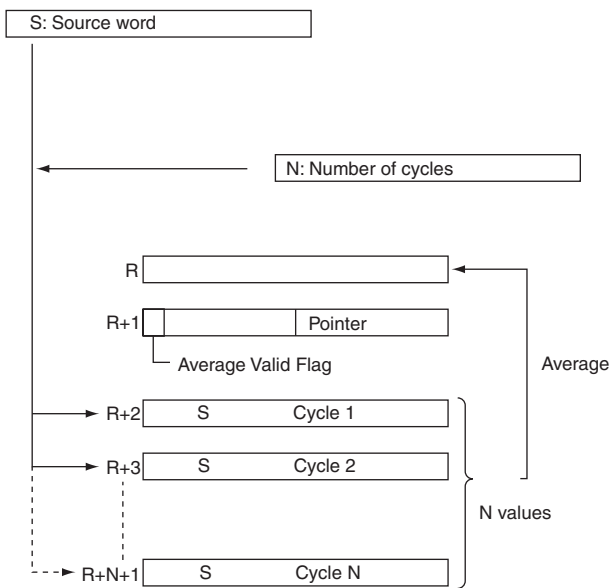 S: Source word
N: Number of cycles
R
R+1 Pointer
Average Valid Flag
Average
R+2 S Cycle 1
R+3 S Cycle 2
N values
R+N+1 S Cycle N